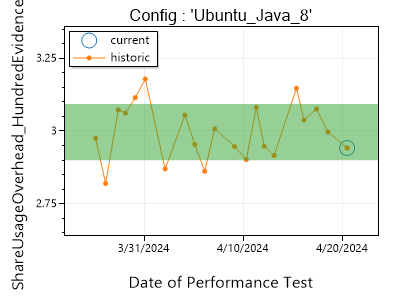 Config : 'Ubuntu_Java_8'
ShareUsageOverhead_HundredEvidence
current
historic
3.25
3
2.75
3/31/2024
4/10/2024
4/20/2024
Date of Performance Test